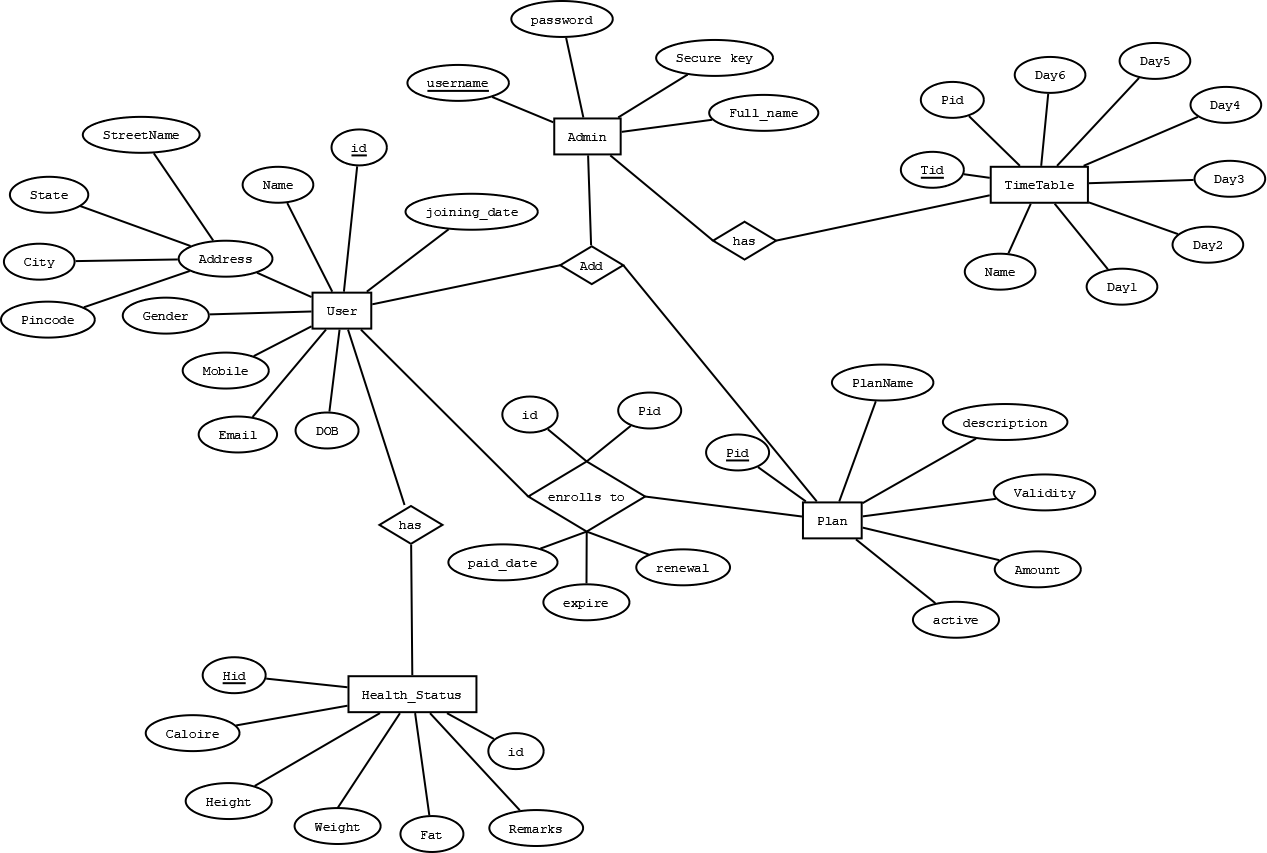 password
Secure key
username
Full_name
Admin
Day5
Day6
Day4
Pid
Tid
Day3
TimeTable
Day2
Name
Day1
has
StreetName
id
Name
State
joining_date
City
Address
Add
Pincode
Gender
User
Mobile
Email
DOB
PlanName
id
Pid
description
Pid
enrolls to
Validity
Plan
has
paid_date
renewal
Amount
expire
active
Hid
Health_Status
Caloire
id
Height
Weight
Fat
Remarks